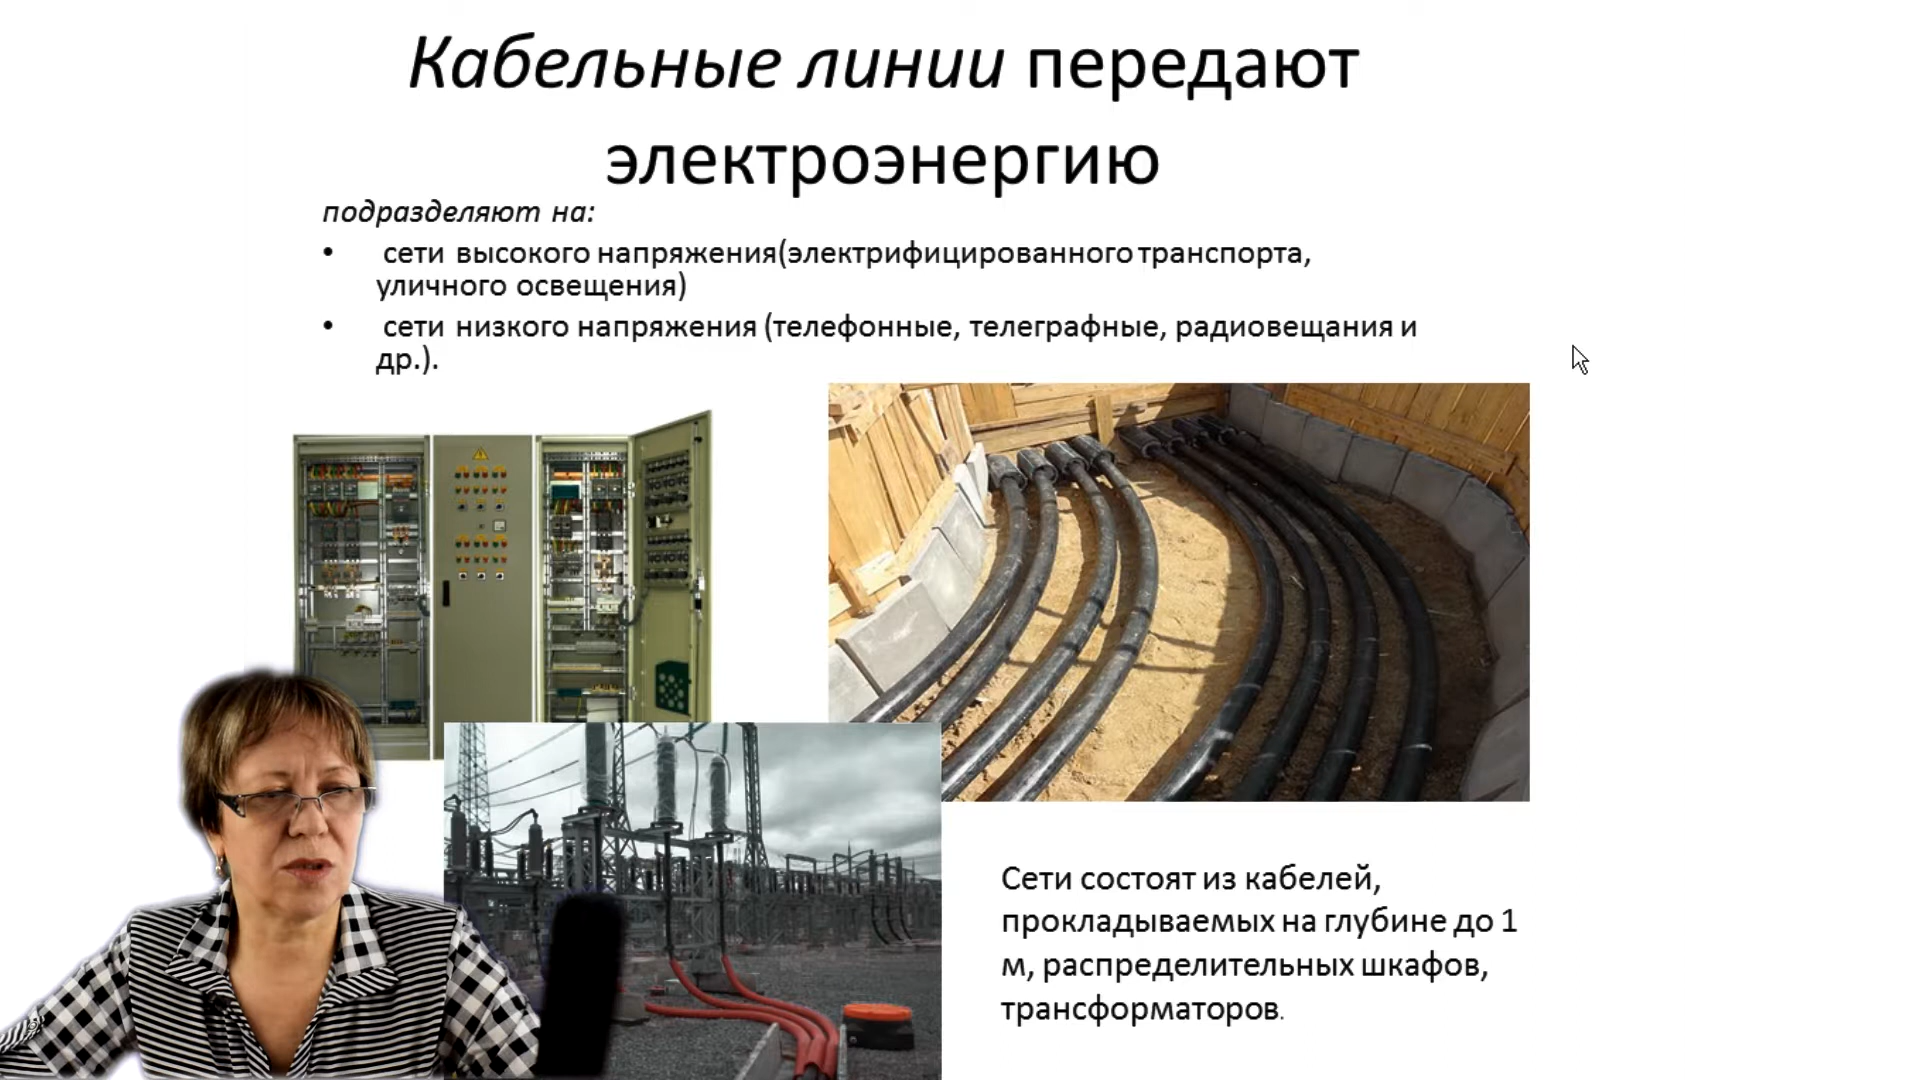 Кабельные линии передают
электроэнергию
подразделяют на:
• сети высокого напряжения(электрифицированного транспорта,
уличного освещения)
• сети низкого напряжения (телефонные, телеграфные, радиовещания и
др.).
Сети состоят из кабелей,
прокладываемых на глубине до 1
м, распределительных шкафов,
трансформаторов.